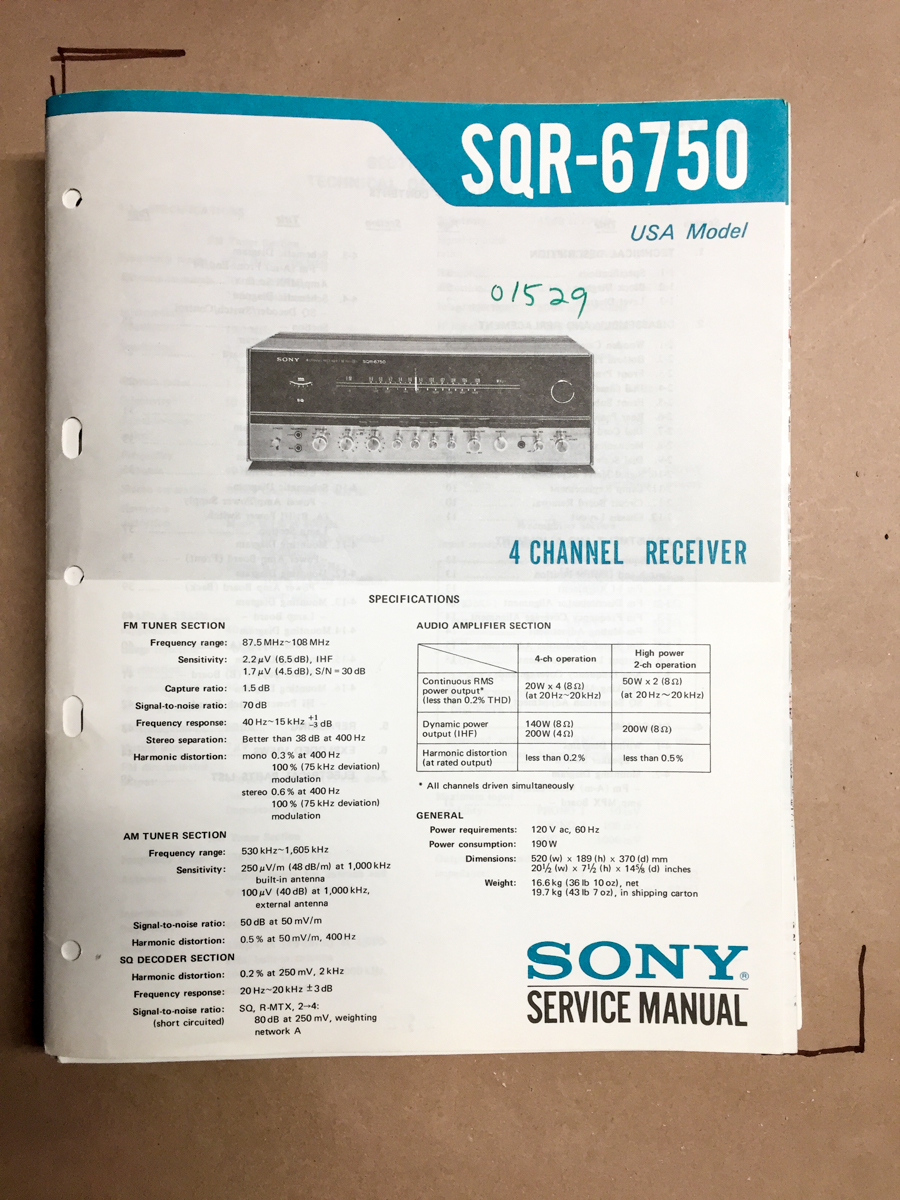 SQR-6750
USA Model
01529
SONY
SQR-6750
4 CHANNEL RECEIVER
SPECIFICATIONS
FM TUNER SECTION
Frequency range: 87.5 MHz~108 MHz
Sensitivity: 2.2 μV (6.5 dB), IHF
1.7 μV (4.5 dB), S/N = 30 dB
Capture ratio: 1.5 dB
Signal-to-noise ratio: 70 dB
Frequency response: 40 Hz~15 kHz +1 −3 dB
Stereo separation: Better than 38 dB at 400 Hz
Harmonic distortion: mono 0.3 % at 400 Hz
100 % (75 kHz deviation)
modulation
stereo 0.6 % at 400 Hz
100 % (75 kHz deviation)
modulation
AM TUNER SECTION
Frequency range: 530 kHz~1,605 kHz
Sensitivity: 250 μV/m (48 dB/m) at 1,000 kHz
built-in antenna
100 μV (40 dB) at 1,000 kHz,
external antenna
Signal-to-noise ratio: 50 dB at 50 mV/m
Harmonic distortion: 0.5 % at 50 mV/m, 400 Hz
SQ DECODER SECTION
Harmonic distortion: 0.2 % at 250 mV, 2 kHz
Frequency response: 20 Hz~20 kHz ±3 dB
Signal-to-noise ratio: SQ, R-MTX, 2→4:
(short circuited) 80 dB at 250 mV, weighting
network A
AUDIO AMPLIFIER SECTION
4-ch operation
High power
2-ch operation
Continuous RMS
power output*
(less than 0.2% THD)
20W x 4 (8 Ω)
(at 20 Hz~20 kHz)
50W x 2 (8 Ω)
(at 20 Hz~20 kHz)
Dynamic power
output (IHF)
140W (8 Ω)
200W (4 Ω)
200W (8 Ω)
Harmonic distortion
(at rated output)
less than 0.2%
less than 0.5%
* All channels driven simultaneously
GENERAL
Power requirements: 120 V ac, 60 Hz
Power consumption: 190 W
Dimensions: 520 (w) x 189 (h) x 370 (d) mm
20½ (w) x 7½ (h) x 14⅝ (d) inches
Weight: 16.6 kg (36 lb 10 oz), net
19.7 kg (43 lb 7 oz), in shipping carton
SONY®
SERVICE MANUAL